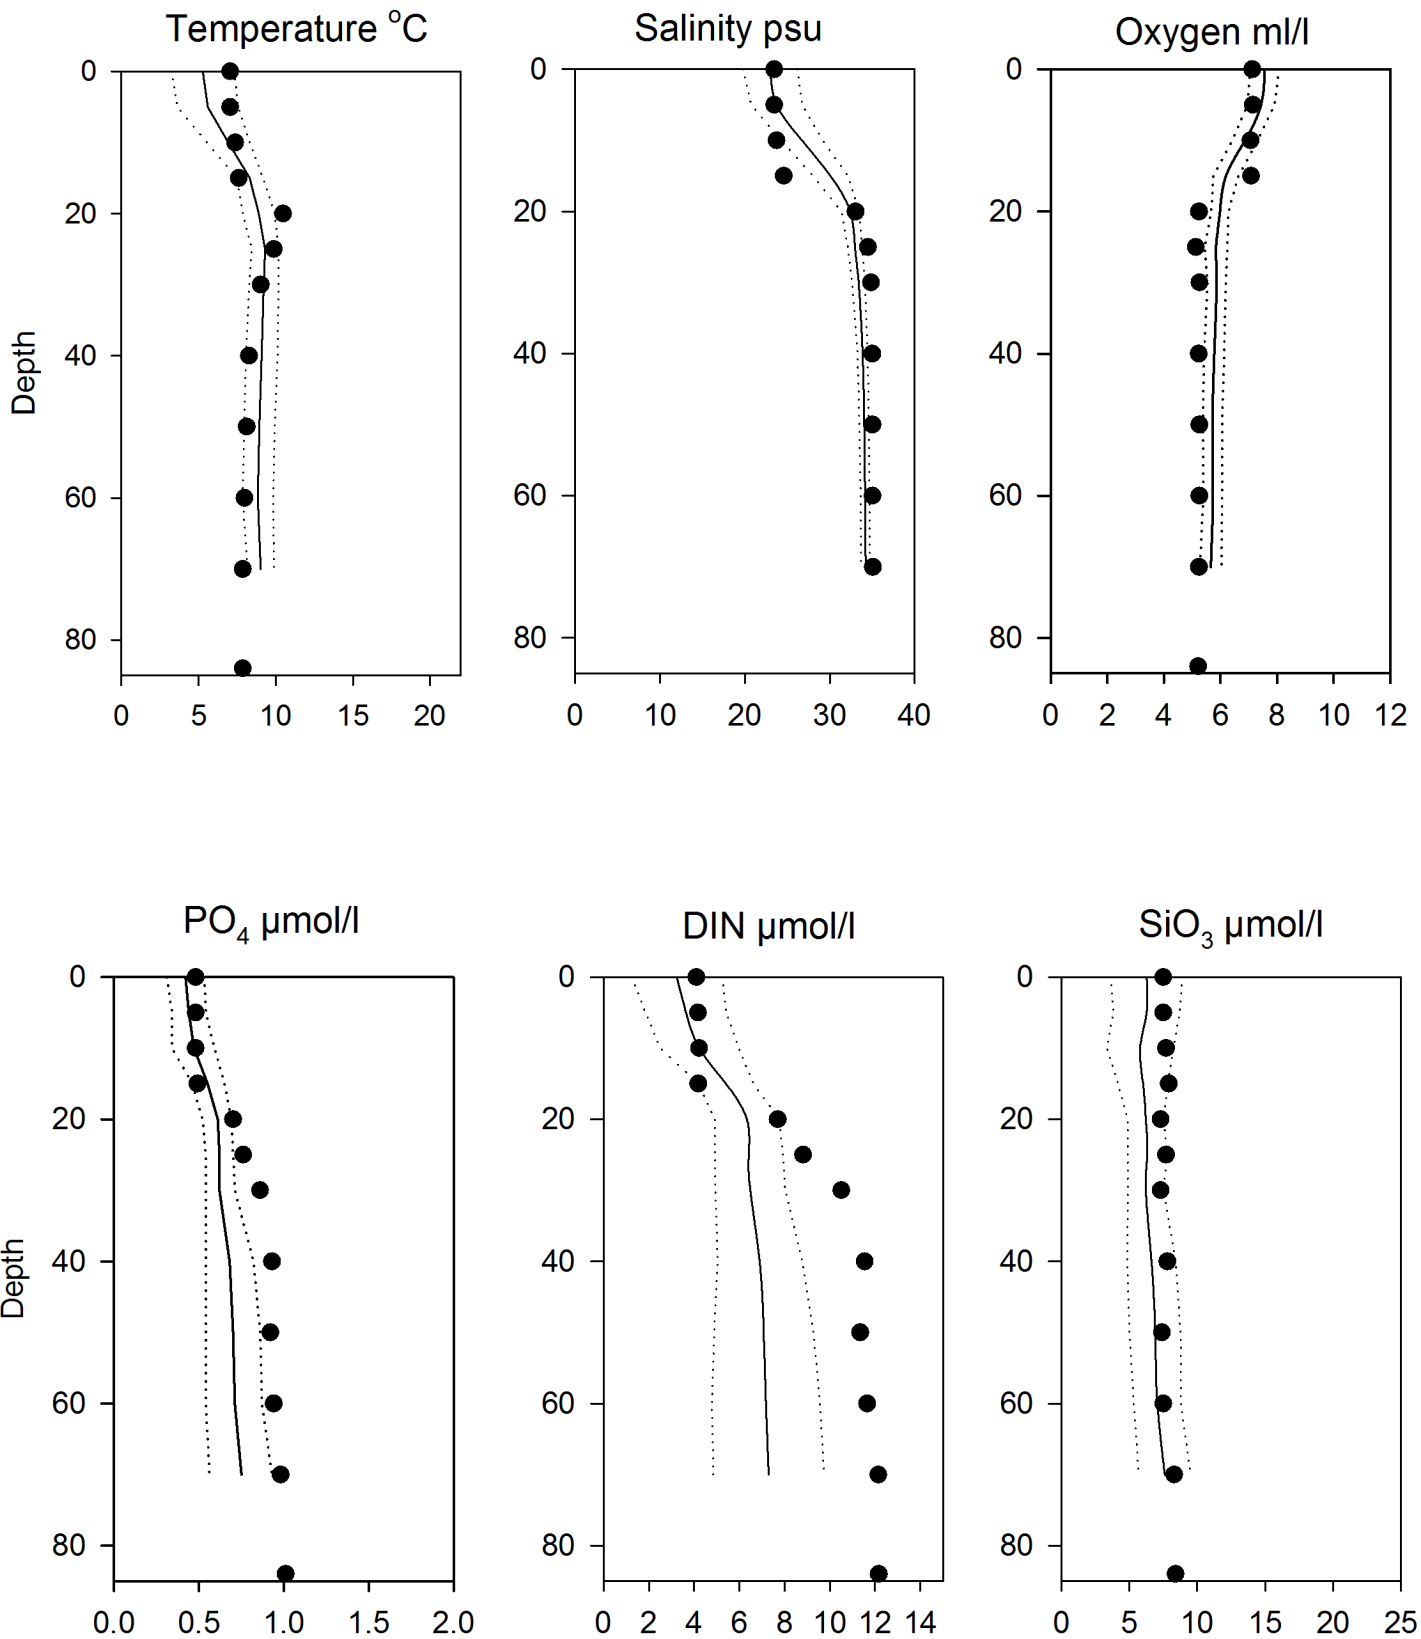 Temperature °C
Salinity psu
Oxygen ml/l
0
20
40
60
80
Depth
0 5 10 15 20
0
20
40
60
80
0 10 20 30 40
0
20
40
60
80
0 2 4 6 8 10 12
PO4 µmol/l
DIN µmol/l
SiO3 µmol/l
0
20
40
60
80
Depth
0.0 0.5 1.0 1.5 2.0
0
20
40
60
80
0 2 4 6 8 10 12 14
0
20
40
60
80
0 5 10 15 20 25